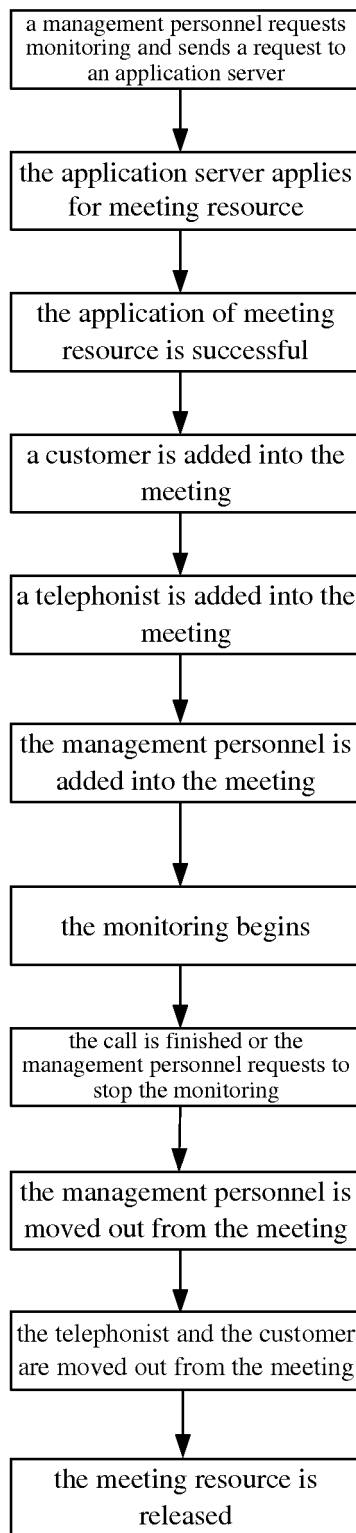 a management personnel requests
monitoring and sends a request to
an application server
the application server applies
for meeting resource
the application of meeting
resource is successful
a customer is added into the
meeting
a telephonist is added into the
meeting
the management personnel is
added into the meeting
the monitoring begins
the call is finished or the
management personnel requests to
stop the monitoring
the management personnel is
moved out from the meeting
the telephonist and the customer
are moved out from the meeting
the meeting resource is
released